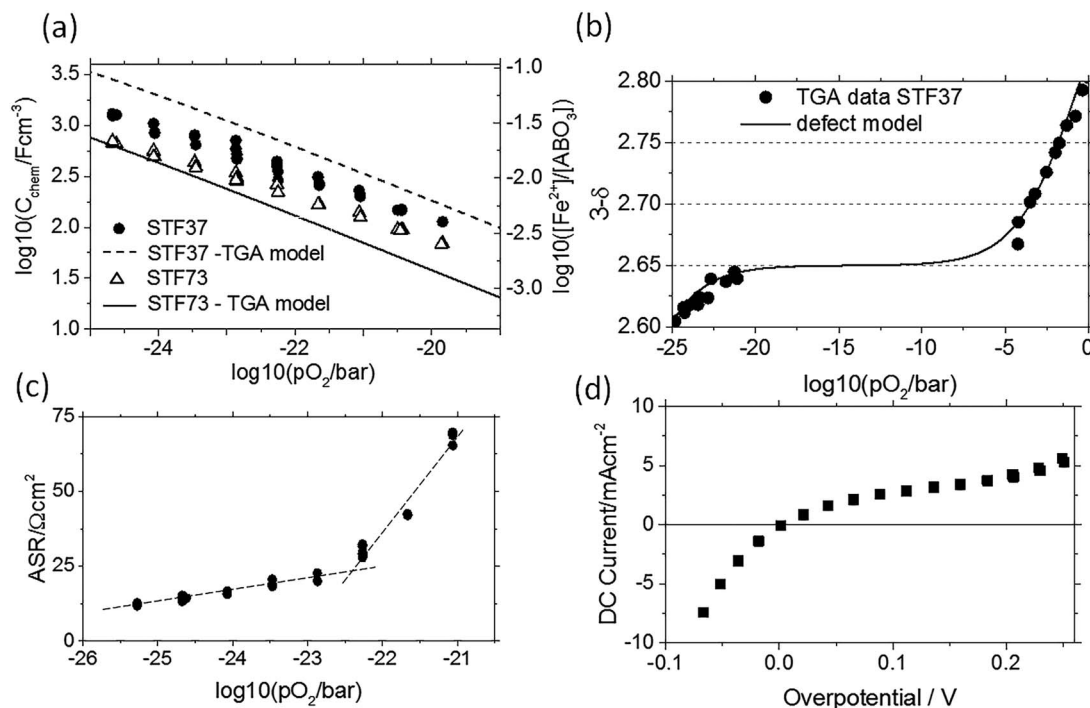 (a)
log10(C_chem/Fcm⁻³)
3.5
3.0
2.5
2.0
1.5
1.0
-1.0
-1.5
-2.0
-2.5
-3.0
log10([Fe²⁺]/[ABO₃])
STF37
STF37 -TGA model
STF73
STF73 - TGA model
-24 -22 -20
log10(pO₂/bar)
(b)
3-δ
2.80
2.75
2.70
2.65
2.60
TGA data STF37
defect model
-25 -20 -15 -10 -5 0
log10(pO₂/bar)
(c)
ASR/Ωcm²
75
50
25
0
-26 -25 -24 -23 -22 -21
log10(pO₂/bar)
(d)
DC Current/mAcm⁻²
10
5
0
-5
-10
-0.1 0.0 0.1 0.2
Overpotential / V